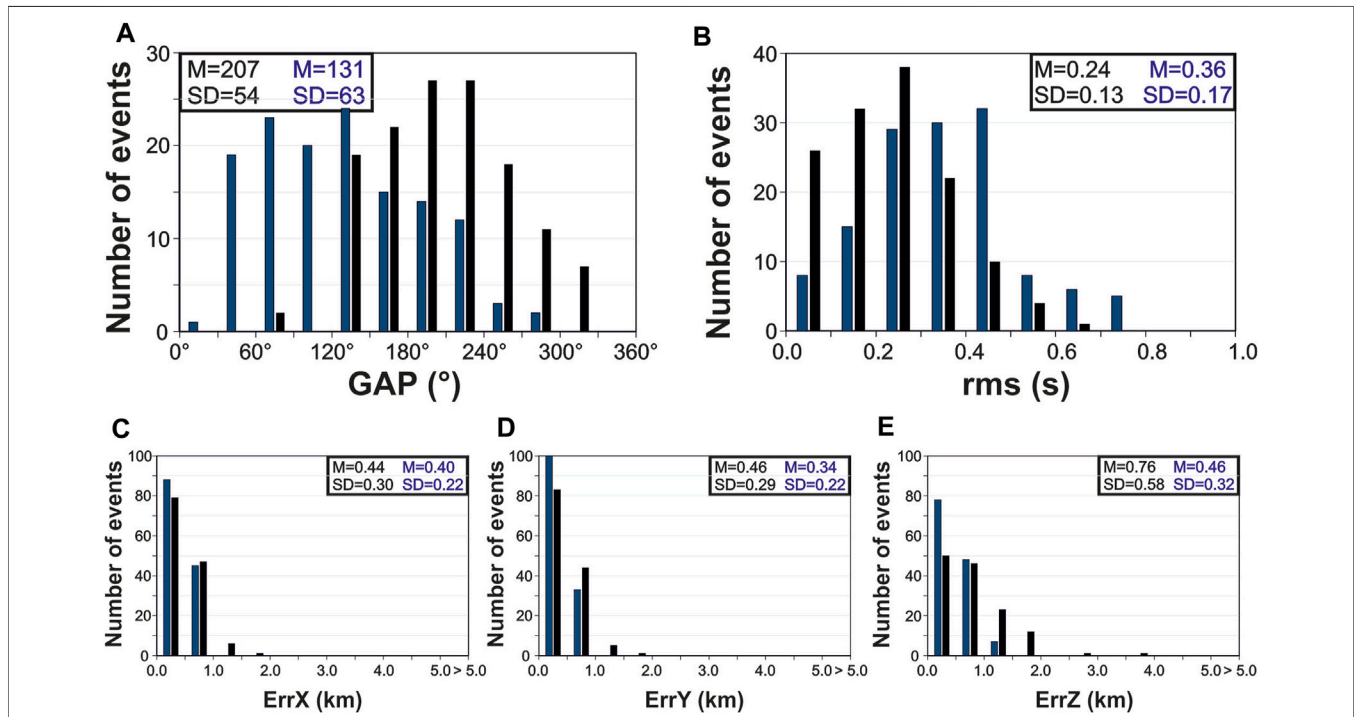 A
Number of events
30
20
10
0
M=207 M=131
SD=54 SD=63
0° 60° 120° 180° 240° 300° 360°
GAP (°)
B
Number of events
40
30
20
10
0
M=0.24 M=0.36
SD=0.13 SD=0.17
0.0 0.2 0.4 0.6 0.8 1.0
rms (s)
C
Number of events
100
80
60
40
20
0
M=0.44 M=0.40
SD=0.30 SD=0.22
0.0 1.0 2.0 3.0 4.0 5.0 > 5.0
ErrX (km)
D
Number of events
100
80
60
40
20
0
M=0.46 M=0.34
SD=0.29 SD=0.22
0.0 1.0 2.0 3.0 4.0 5.0 > 5.0
ErrY (km)
E
Number of events
100
80
60
40
20
0
M=0.76 M=0.46
SD=0.58 SD=0.32
0.0 1.0 2.0 3.0 4.0 5.0 > 5.0
ErrZ (km)